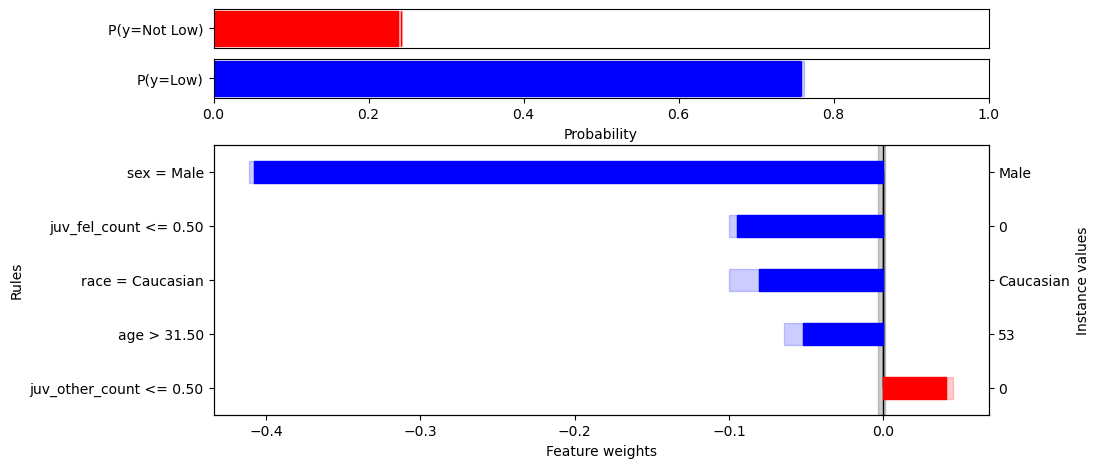 P(y=Not Low)
P(y=Low)
0.0 0.2 0.4 0.6 0.8 1.0
Probability
sex = Male Male
juv_fel_count <= 0.50 0
race = Caucasian Caucasian
age > 31.50 53
juv_other_count <= 0.50 0
Rules
Instance values
−0.4 −0.3 −0.2 −0.1 0.0
Feature weights